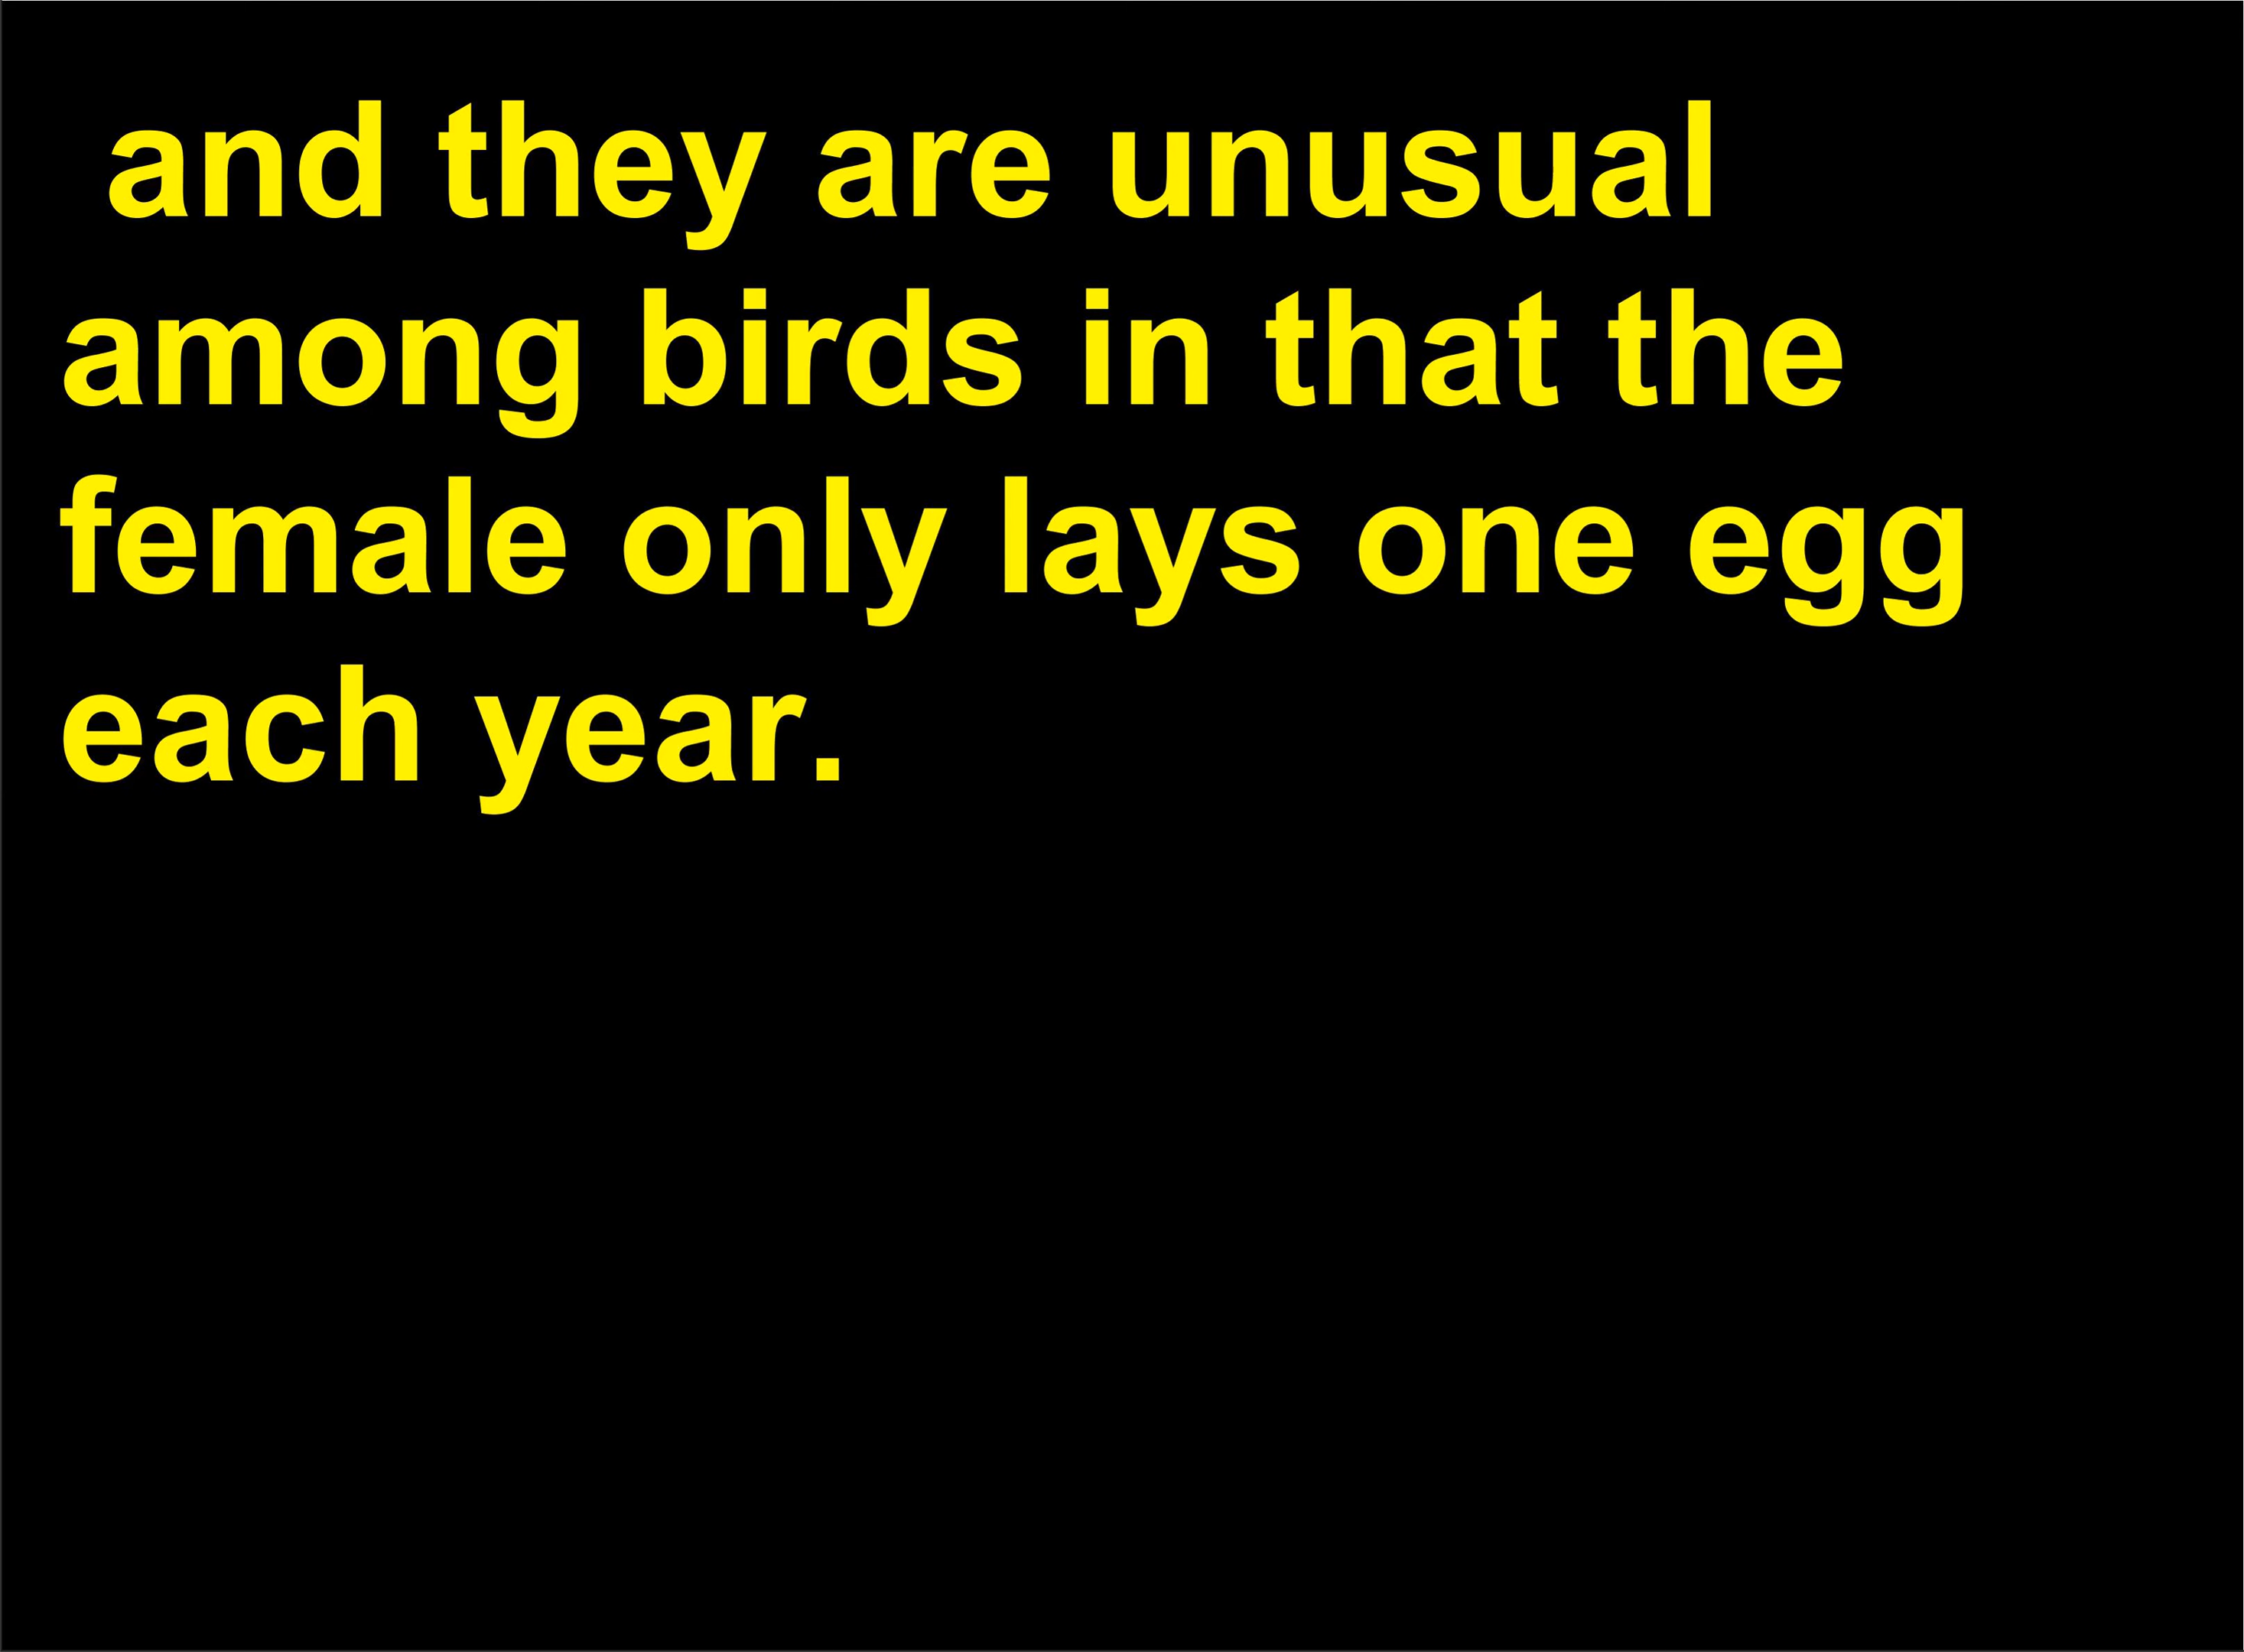 and they are unusual
among birds in that the
female only lays one egg
each year.